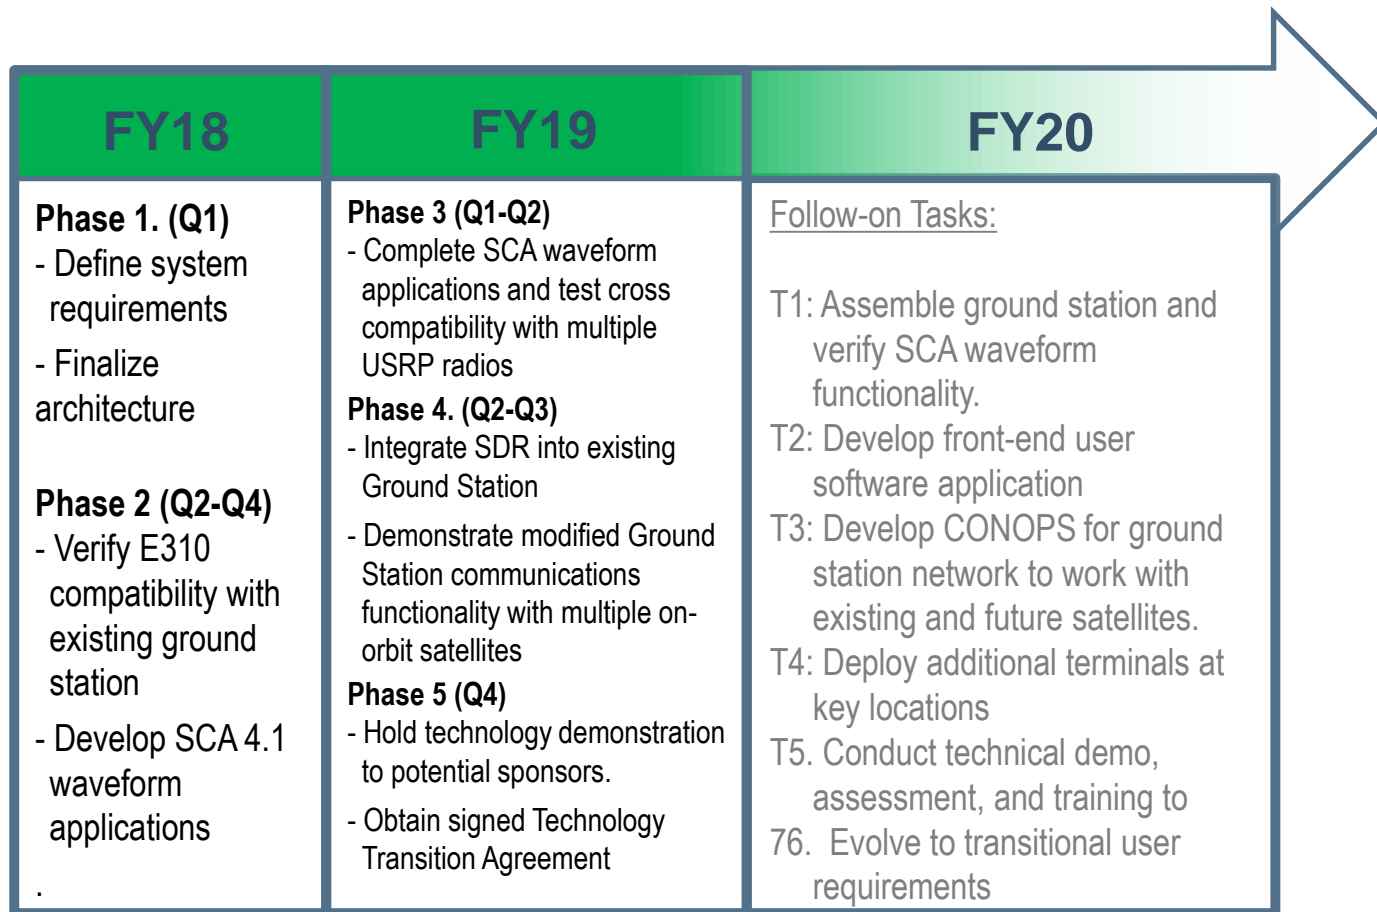 FY18
FY19
FY20
Phase 1. (Q1)
- Define system
requirements
- Finalize
architecture
Phase 2 (Q2-Q4)
- Verify E310
compatibility with
existing ground
station
- Develop SCA 4.1
waveform
applications
.
Phase 3 (Q1-Q2)
- Complete SCA waveform
applications and test cross
compatibility with multiple
USRP radios
Phase 4. (Q2-Q3)
- Integrate SDR into existing
Ground Station
- Demonstrate modified Ground
Station communications
functionality with multiple on-
orbit satellites
Phase 5 (Q4)
- Hold technology demonstration
to potential sponsors.
- Obtain signed Technology
Transition Agreement
Follow-on Tasks:
T1: Assemble ground station and
verify SCA waveform
functionality.
T2: Develop front-end user
software application
T3: Develop CONOPS for ground
station network to work with
existing and future satellites.
T4: Deploy additional terminals at
key locations
T5. Conduct technical demo,
assessment, and training to
76. Evolve to transitional user
requirements